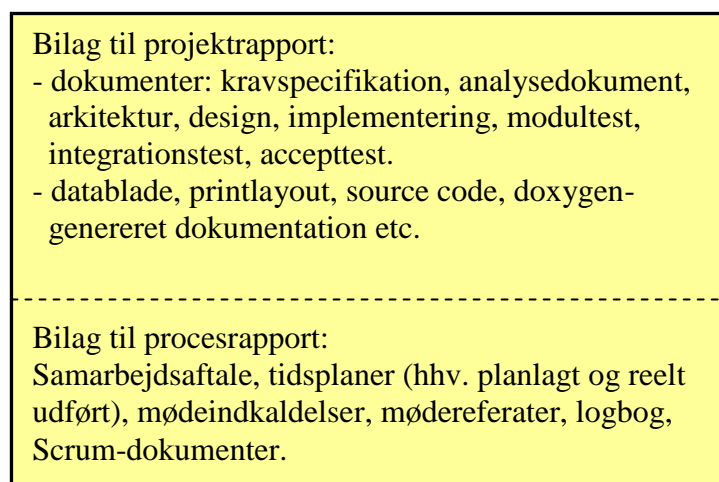 Bilag til projektrapport:
- dokumenter: kravspecifikation, analysedokument,
arkitektur, design, implementering, modultest,
integrationstest, accepttest.
- datablade, printlayout, source code, doxygen-
genereret dokumentation etc.
Bilag til procesrapport:
Samarbejdsaftale, tidsplaner (hhv. planlagt og reelt
udført), mødeindkaldelser, mødereferater, logbog,
Scrum-dokumenter.